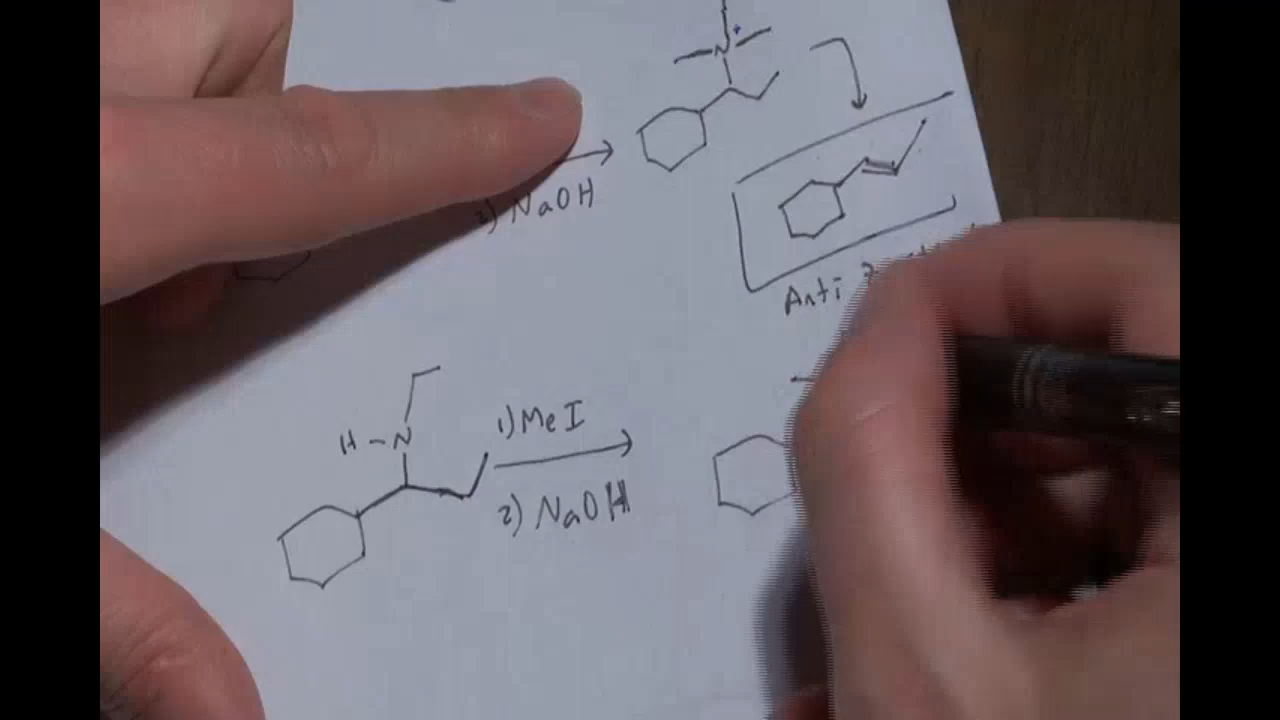 N+
2) NaOH
Anti
H-N
1) MeI
2) NaOH